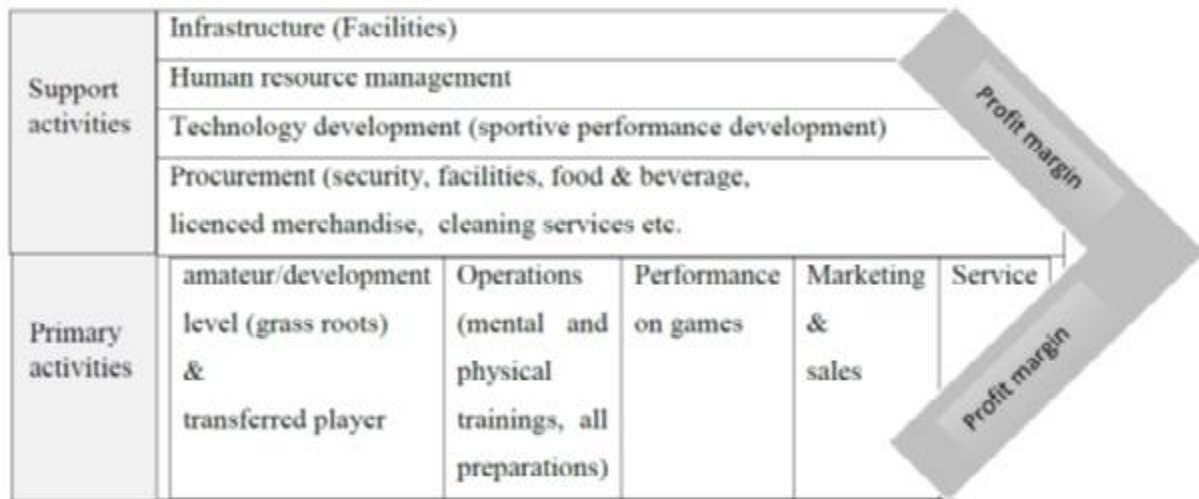 Support
activities
Infrastructure (Facilities)
Human resource management
Technology development (sportive performance development)
Procurement (security, facilities, food & beverage,
licenced merchandise, cleaning services etc.
Profit margin
Primary
activities
amateur/development
level (grass roots)
&
transferred player
Operations
(mental and
physical
trainings, all
preparations)
Performance
on games
Marketing
&
sales
Service
Profit margin